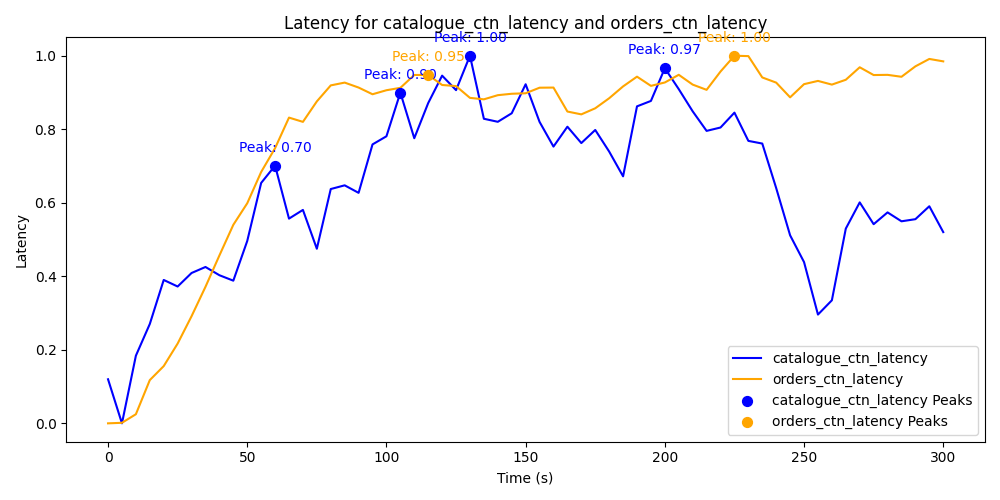 Latency for catalogue_ctn_latency and orders_ctn_latency
Peak: 1.00
Peak: 1.00
Peak: 0.97
Peak: 0.95
Peak: 0.90
Peak: 0.70
1.0
0.8
0.6
0.4
0.2
0.0
Latency
0
50
100
150
200
250
300
Time (s)
catalogue_ctn_latency
orders_ctn_latency
catalogue_ctn_latency Peaks
orders_ctn_latency Peaks